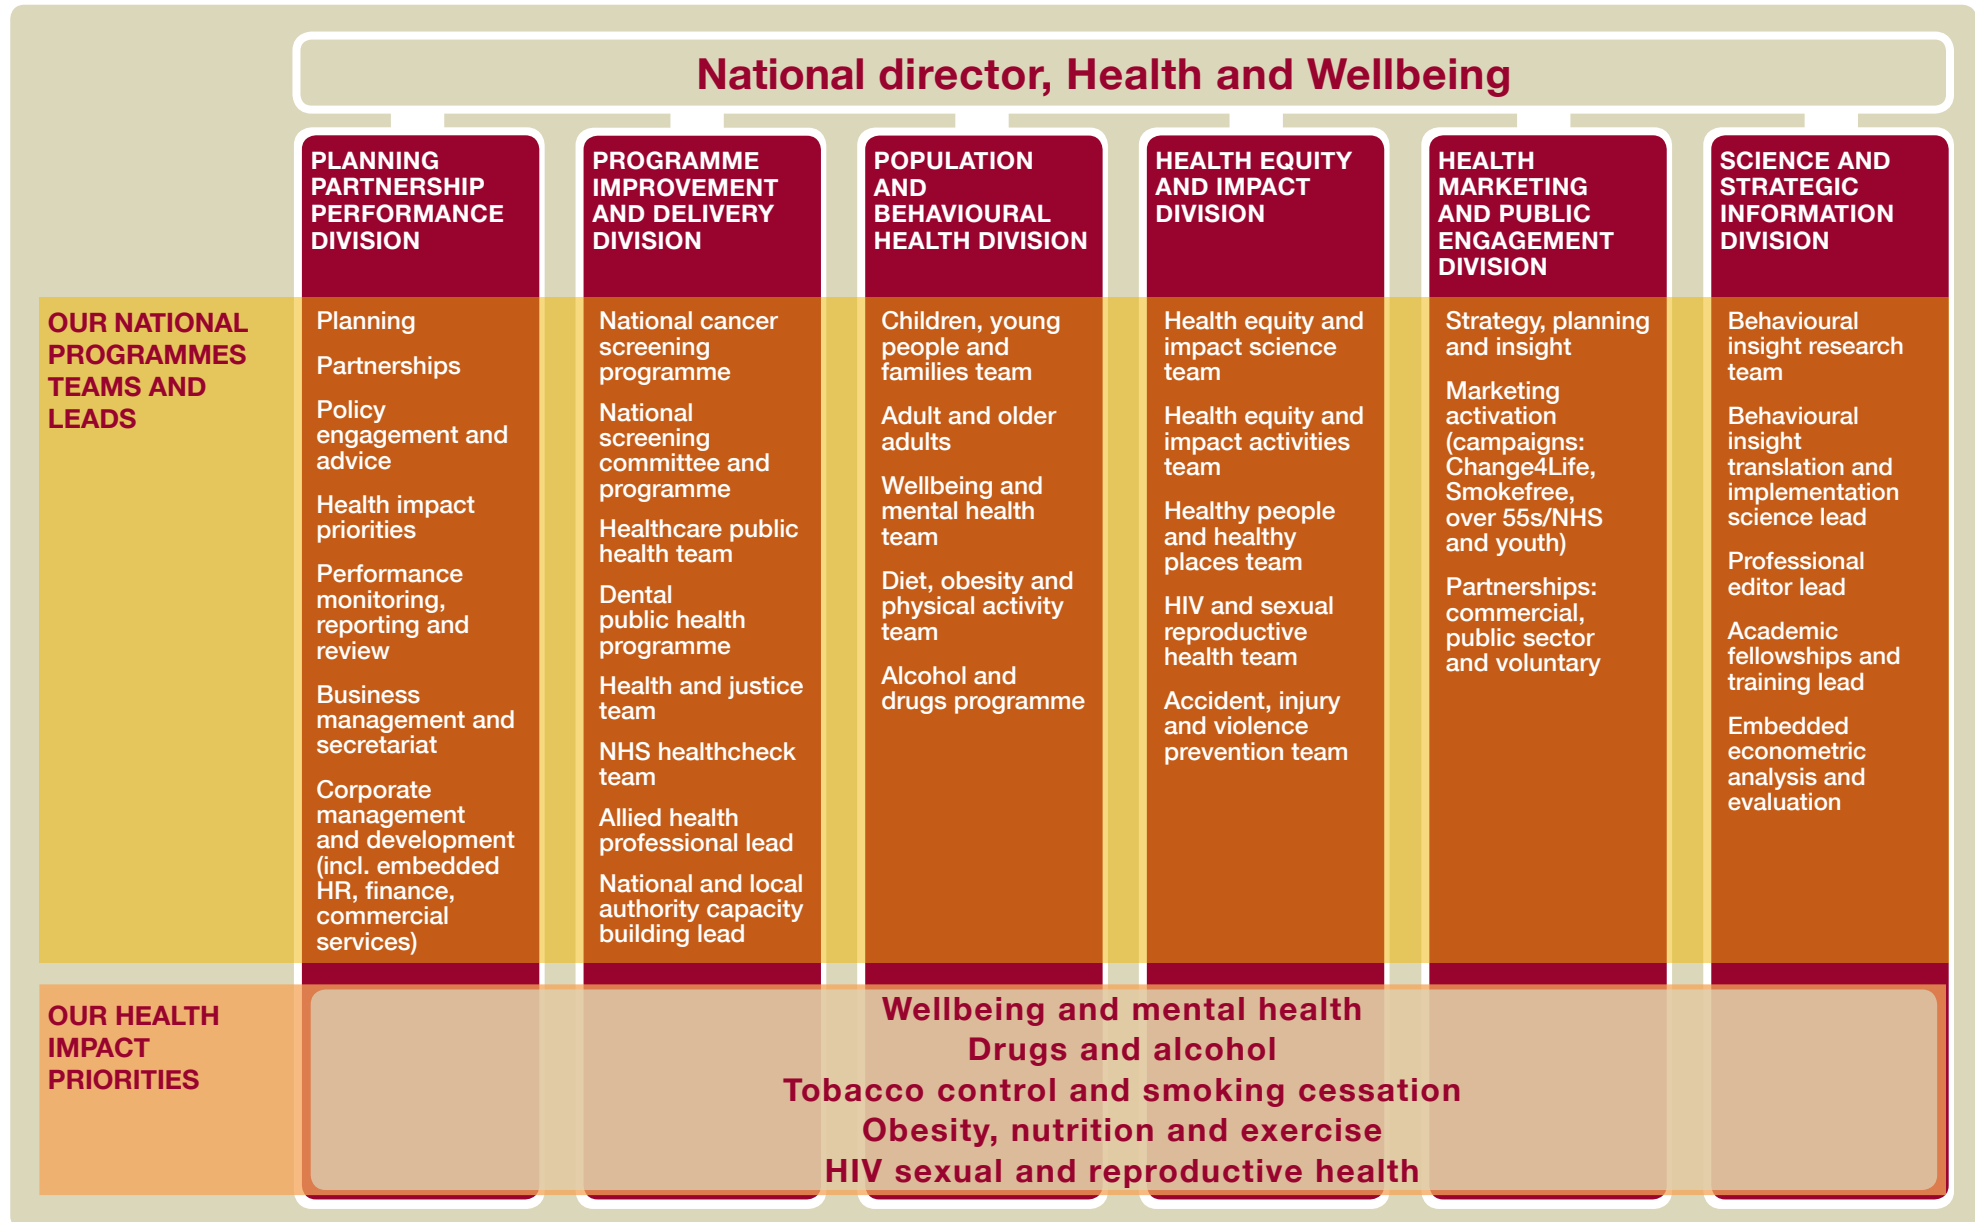 National director, Health and Wellbeing
PLANNING
PARTNERSHIP
PERFORMANCE
DIVISION
PROGRAMME
IMPROVEMENT
AND DELIVERY
DIVISION
POPULATION
AND
BEHAVIOURAL
HEALTH DIVISION
HEALTH EQUITY
AND IMPACT
DIVISION
HEALTH
MARKETING
AND PUBLIC
ENGAGEMENT
DIVISION
SCIENCE AND
STRATEGIC
INFORMATION
DIVISION
OUR NATIONAL
PROGRAMMES
TEAMS AND
LEADS
Planning
Partnerships
Policy
engagement and
advice
Health impact
priorities
Performance
monitoring,
reporting and
review
Business
management and
secretariat
Corporate
management
and development
(incl. embedded
HR, finance,
commercial
services)
National cancer
screening
programme
National
screening
committee and
programme
Healthcare public
health team
Dental
public health
programme
Health and justice
team
NHS healthcheck
team
Allied health
professional lead
National and local
authority capacity
building lead
Children, young
people and
families team
Adult and older
adults
Wellbeing and
mental health
team
Diet, obesity and
physical activity
team
Alcohol and
drugs programme
Health equity and
impact science
team
Health equity and
impact activities
team
Healthy people
and healthy
places team
HIV and sexual
reproductive
health team
Accident, injury
and violence
prevention team
Strategy, planning
and insight
Marketing
activation
(campaigns:
Change4Life,
Smokefree,
over 55s/NHS
and youth)
Partnerships:
commercial,
public sector
and voluntary
Behavioural
insight research
team
Behavioural
insight
translation and
implementation
science lead
Professional
editor lead
Academic
fellowships and
training lead
Embedded
econometric
analysis and
evaluation
OUR HEALTH
IMPACT
PRIORITIES
Wellbeing and mental health
Drugs and alcohol
Tobacco control and smoking cessation
Obesity, nutrition and exercise
HIV sexual and reproductive health